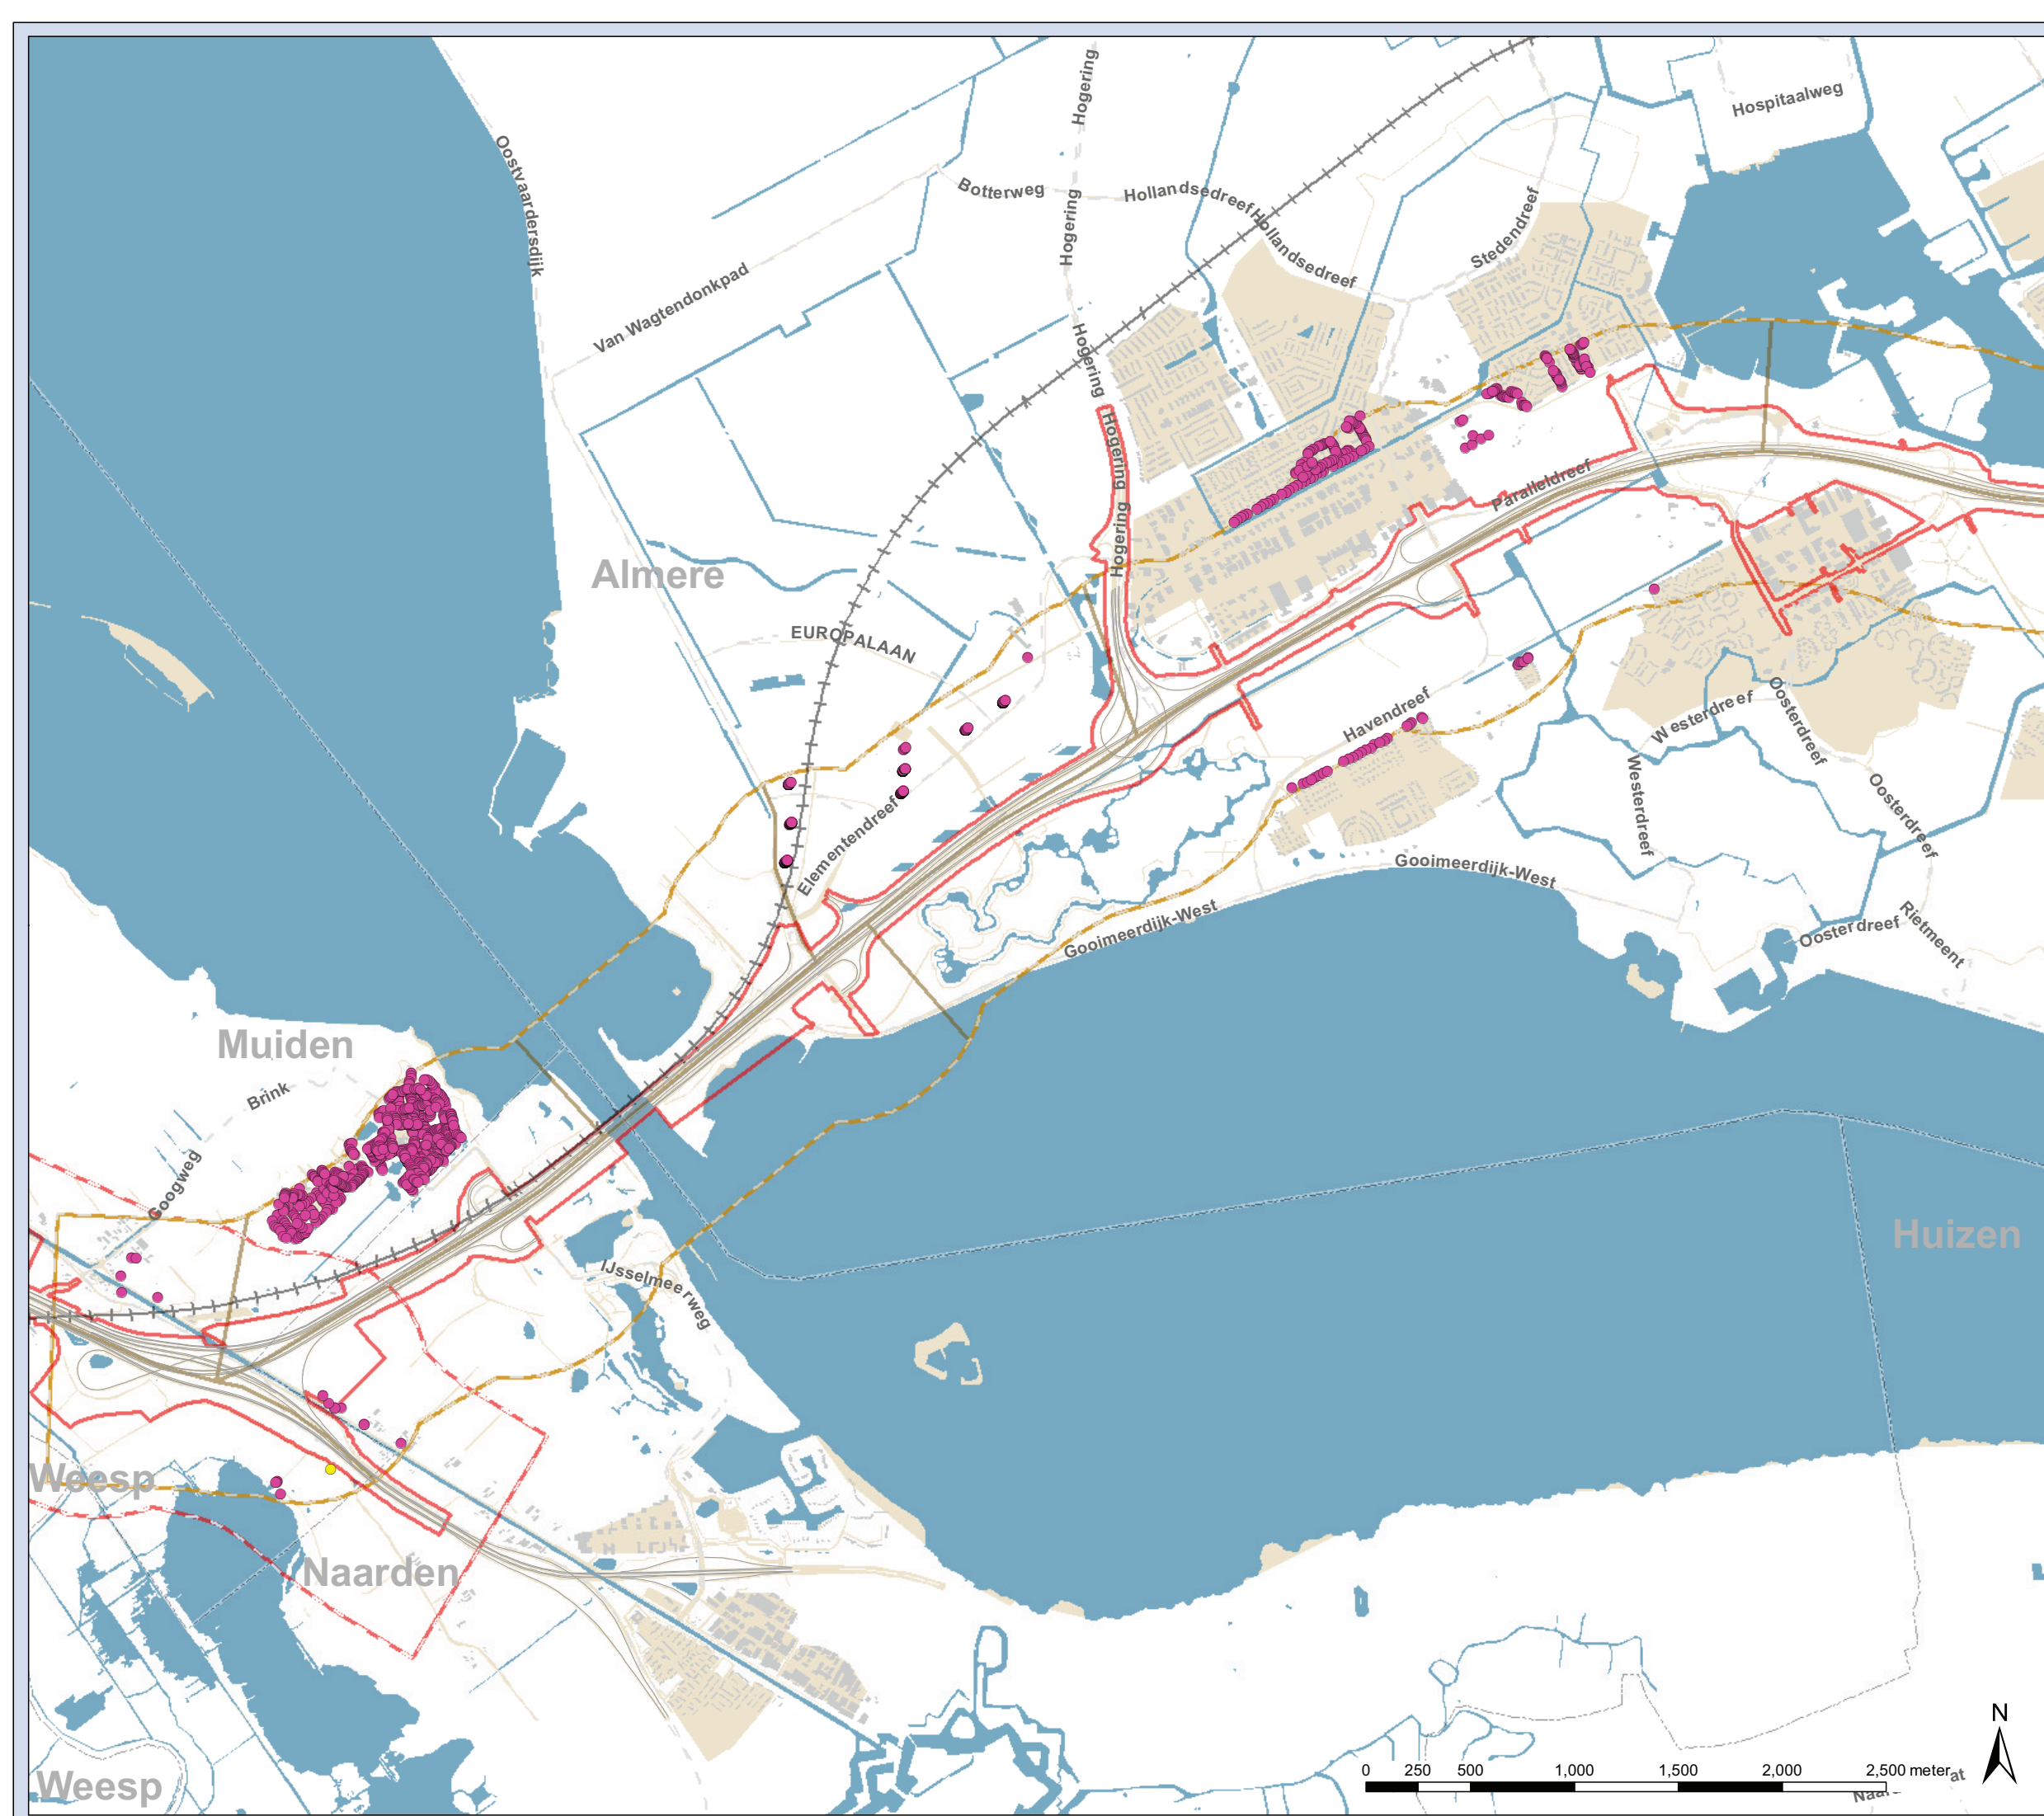 Hogering
Hospitaalweg
Oostvaardersdijk
Botterweg
Hollandsedreef
Hogering
Hollandsedreef
Stedendreef
Van Wagtendonkpad
Hogering
Hogering
Paralleldreef
Hogering
Almere
EUROPALAAN
Havendreef
Westerdreef
Oosterdreef
Westerdreef
Oosterdreef
Elementendreef
Gooimeerdijk-West
Gooimeerdijk-West
Oosterdreef
Rietmeent
Muiden
Brink
Googweg
Huizen
IJsselmeerweg
Weesp
Naarden
N
0 250 500 1,000 1,500 2,000 2,500 meter
Weesp